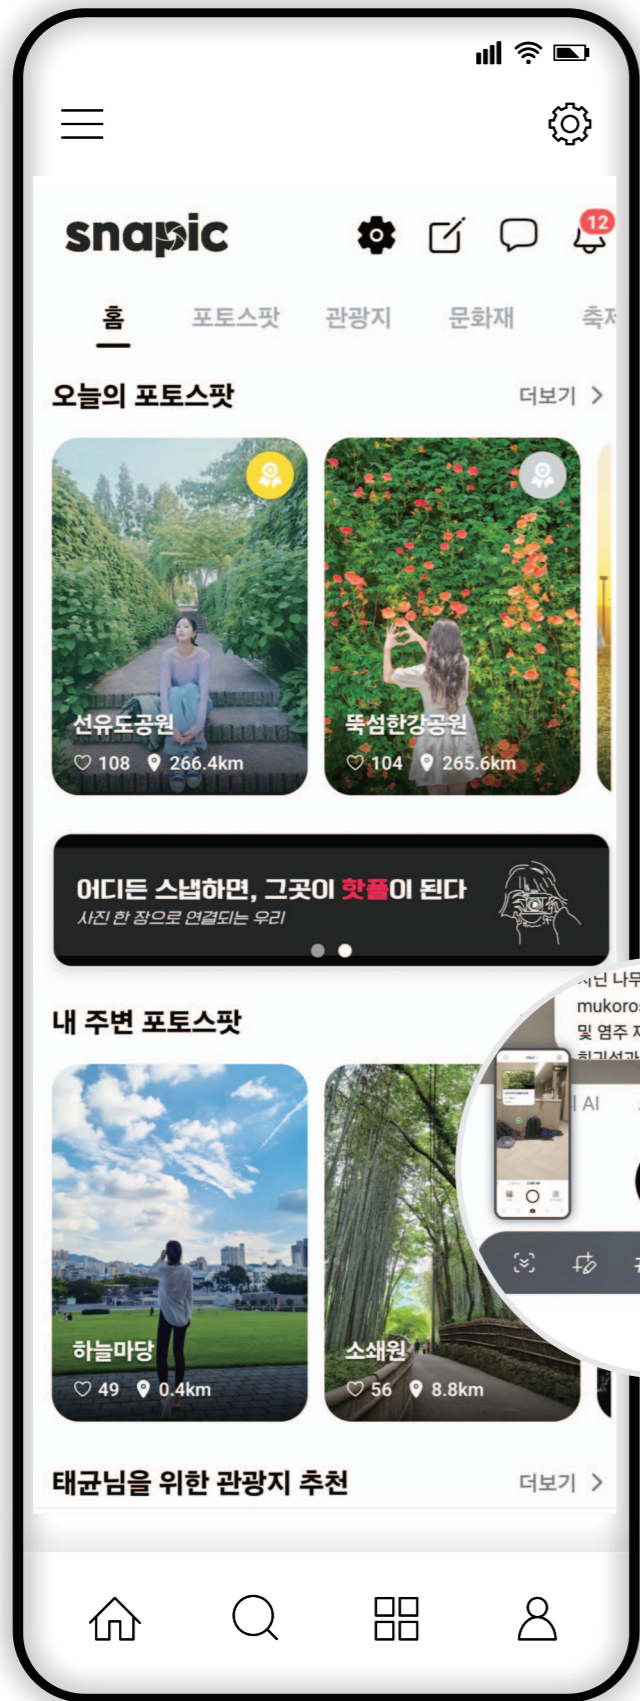 snapic
12
홈 포토스팟 관광지 문화재
오늘의 포토스팟 더보기 >
선유도공원
108 266.4km
뚝섬한강공원
104 265.6km
어디든 스냅하면, 그곳이 핫플이 된다
사진 한 장으로 연결되는 우리
내 주변 포토스팟
하늘마당
49 0.4km
소쇄원
56 8.8km
및 염주
AI
태균님을 위한 관광지 추천 더보기 >